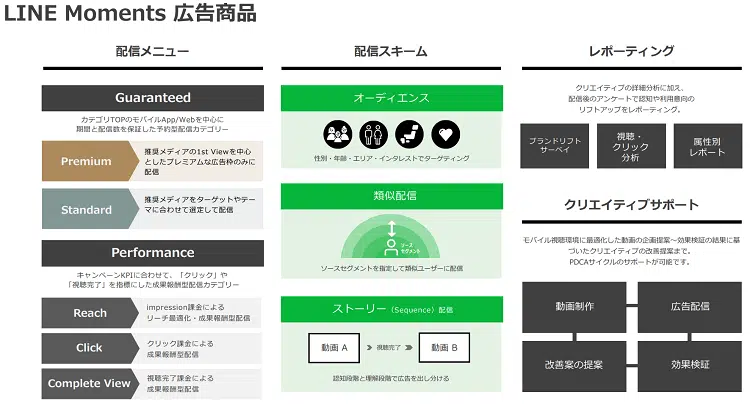 LINE Moments 広告商品
配信メニュー
Guaranteed
カテゴリTOPのモバイルApp/Webを中心に
期間と配信数を保証した予約型配信カテゴリー
Premium
推奨メディアの1st Viewを中心
としたプレミアムな広告枠のみに
配信
Standard
推奨メディアをターゲットやテー
マに合わせて選定して配信
Performance
キャンペーンKPIに合わせて、「クリック」や
「視聴完了」を指標にした成果報酬型配信カテゴリー
Reach
impression課金による
リーチ最適化・成果報酬型配信
Click
クリック課金による
成果報酬型配信
Complete View
視聴完了課金による
成果報酬型配信
配信スキーム
オーディエンス
性別・年齢・エリア・インタレストでターゲティング
類似配信
ソース
セグメント
ソースセグメントを指定して類似ユーザーに配信
ストーリー（Sequence）配信
動画 A
視聴完了
動画 B
認知段階と理解段階で広告を出し分ける
レポーティング
クリエイティブの詳細分析に加え、
配信後のアンケートで認知や利用意向の
リフトアップをレポーティング。
ブランドリフト
サーベイ
視聴・
クリック
分析
属性別
レポート
クリエイティブサポート
モバイル視聴環境に最適化した動画の企画提案～効果検証の結果に基
づいたクリエイティブの改善提案まで。
PDCAサイクルのサポートが可能です。
動画制作
広告配信
改善案の提案
効果検証